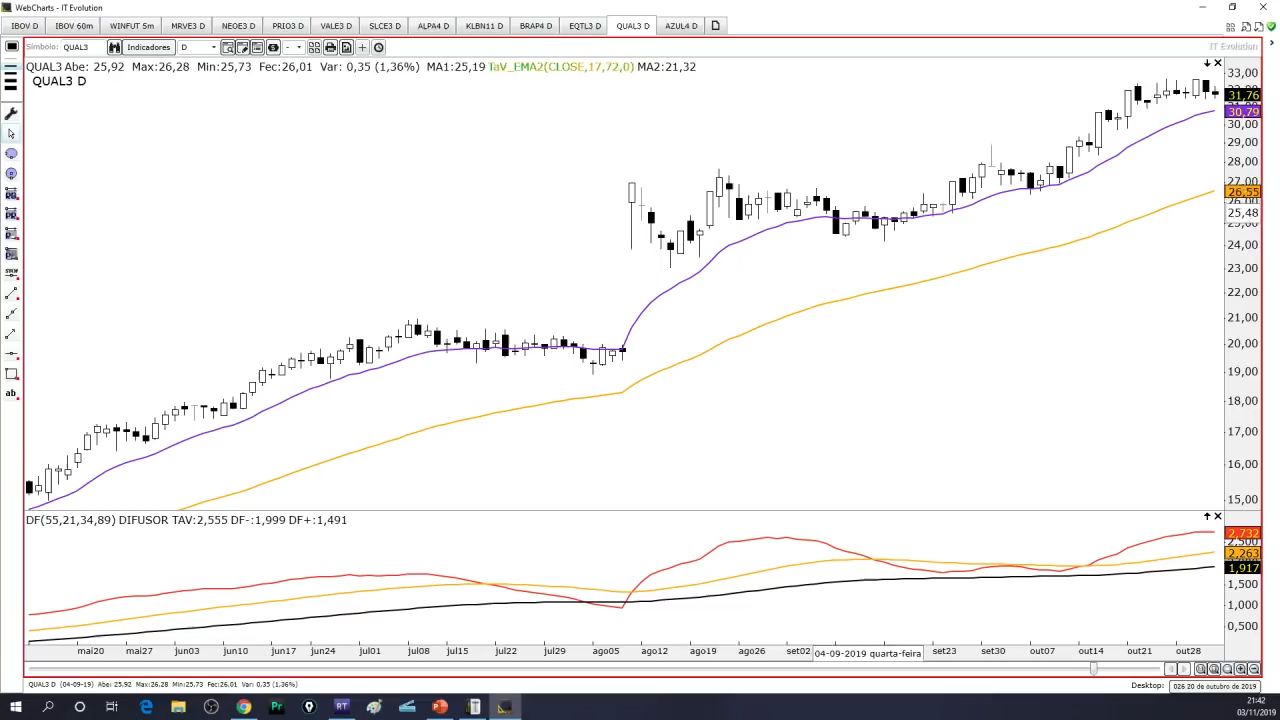 WebCharts - IT Evolution
IBOV D IBOV 60m WINFUT 5m MRVE3 D NEOE3 D PRIO3 D VALE3 D SLCE3 D ALPA4 D KLBN11 D BRAP4 D EQTL3 D QUAL3 D AZUL4 D
Símbolo: QUAL3 Indicadores D -
IT Evolution
QUAL3 Abe: 25,92 Max:26,28 Min:25,73 Fec:26,01 Var: 0,35 (1,36%) MA1:25,19 TaV_EMA2(CLOSE,17,72,0) MA2:21,32
QUAL3 D
33,00
31,76
30,79
30,00
29,00
28,00
27,00
26,55
26,00
25,48
24,00
23,00
22,00
21,00
20,00
19,00
18,00
17,00
16,00
15,00
ab
DF(55,21,34,89) DIFUSOR TAV:2,555 DF-:1,999 DF+:1,491
2,732
2,500
2,263
1,917
1,500
1,000
0,500
mai20 mai27 jun03 jun10 jun17 jun24 jul01 jul08 jul15 jul22 jul29 ago05 ago12 ago19 ago26 set02 04-09-2019 quarta-feira set23 set30 out07 out14 out21 out28
QUAL3 D (04-09-19) Abe: 25,92 Max:26,28 Min:25,73 Fec:26,01 Var: 0,35 (1,36%)
Desktop: 026 20 de outubro de 2019
21:42
03/11/2019